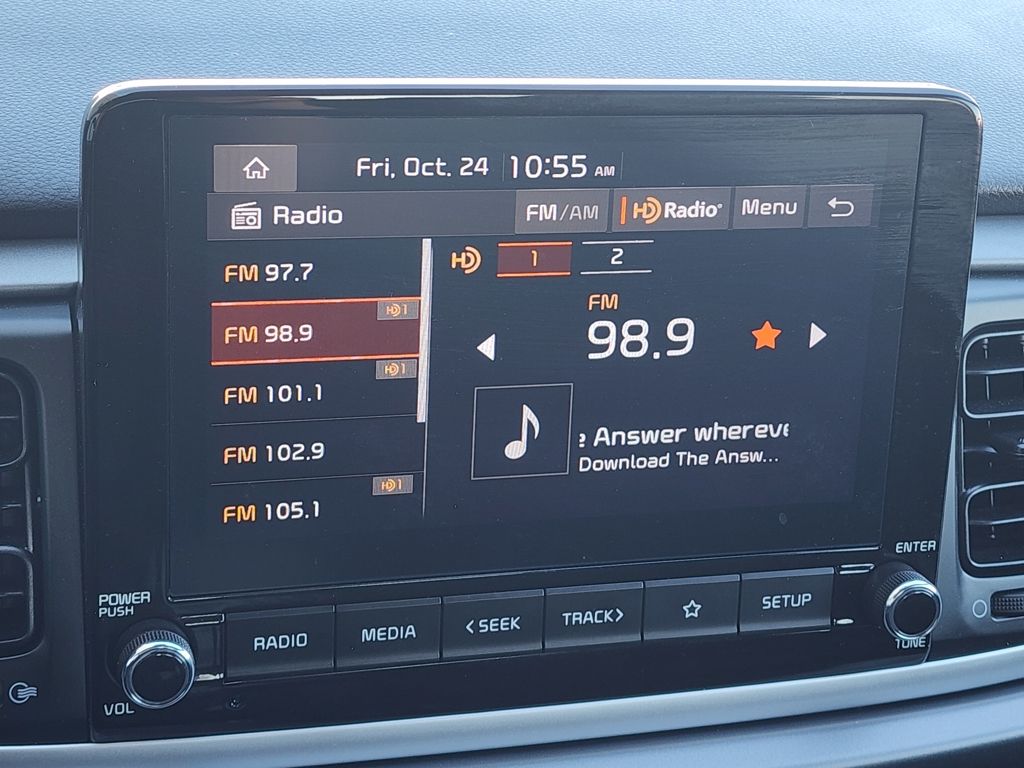 Fri, Oct. 24 10:55 AM
Radio FM/AM HD Radio® Menu
FM 97.7
HD1
FM 98.9
HD1
FM 101.1
FM 102.9
HD1
FM 105.1
HD 1 2
FM
98.9
Answer
Download The Answ...
POWER
PUSH
VOL
RADIO MEDIA <SEEK TRACK> SETUP
ENTER
TUNE